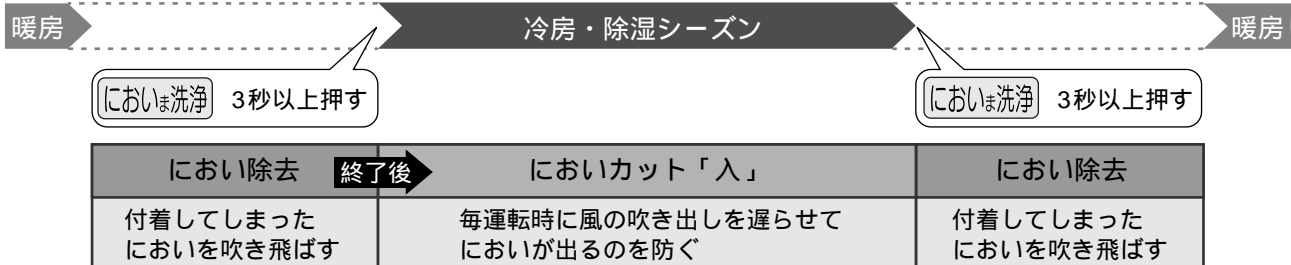 暖房
冷房・除湿シーズン
暖房
においま洗浄 3秒以上押す
においま洗浄 3秒以上押す
におい除去
終了後
においカット「入」
におい除去
付着してしまった
においを吹き飛ばす
毎運転時に風の吹き出しを遅らせて
においが出るのを防ぐ
付着してしまった
においを吹き飛ばす